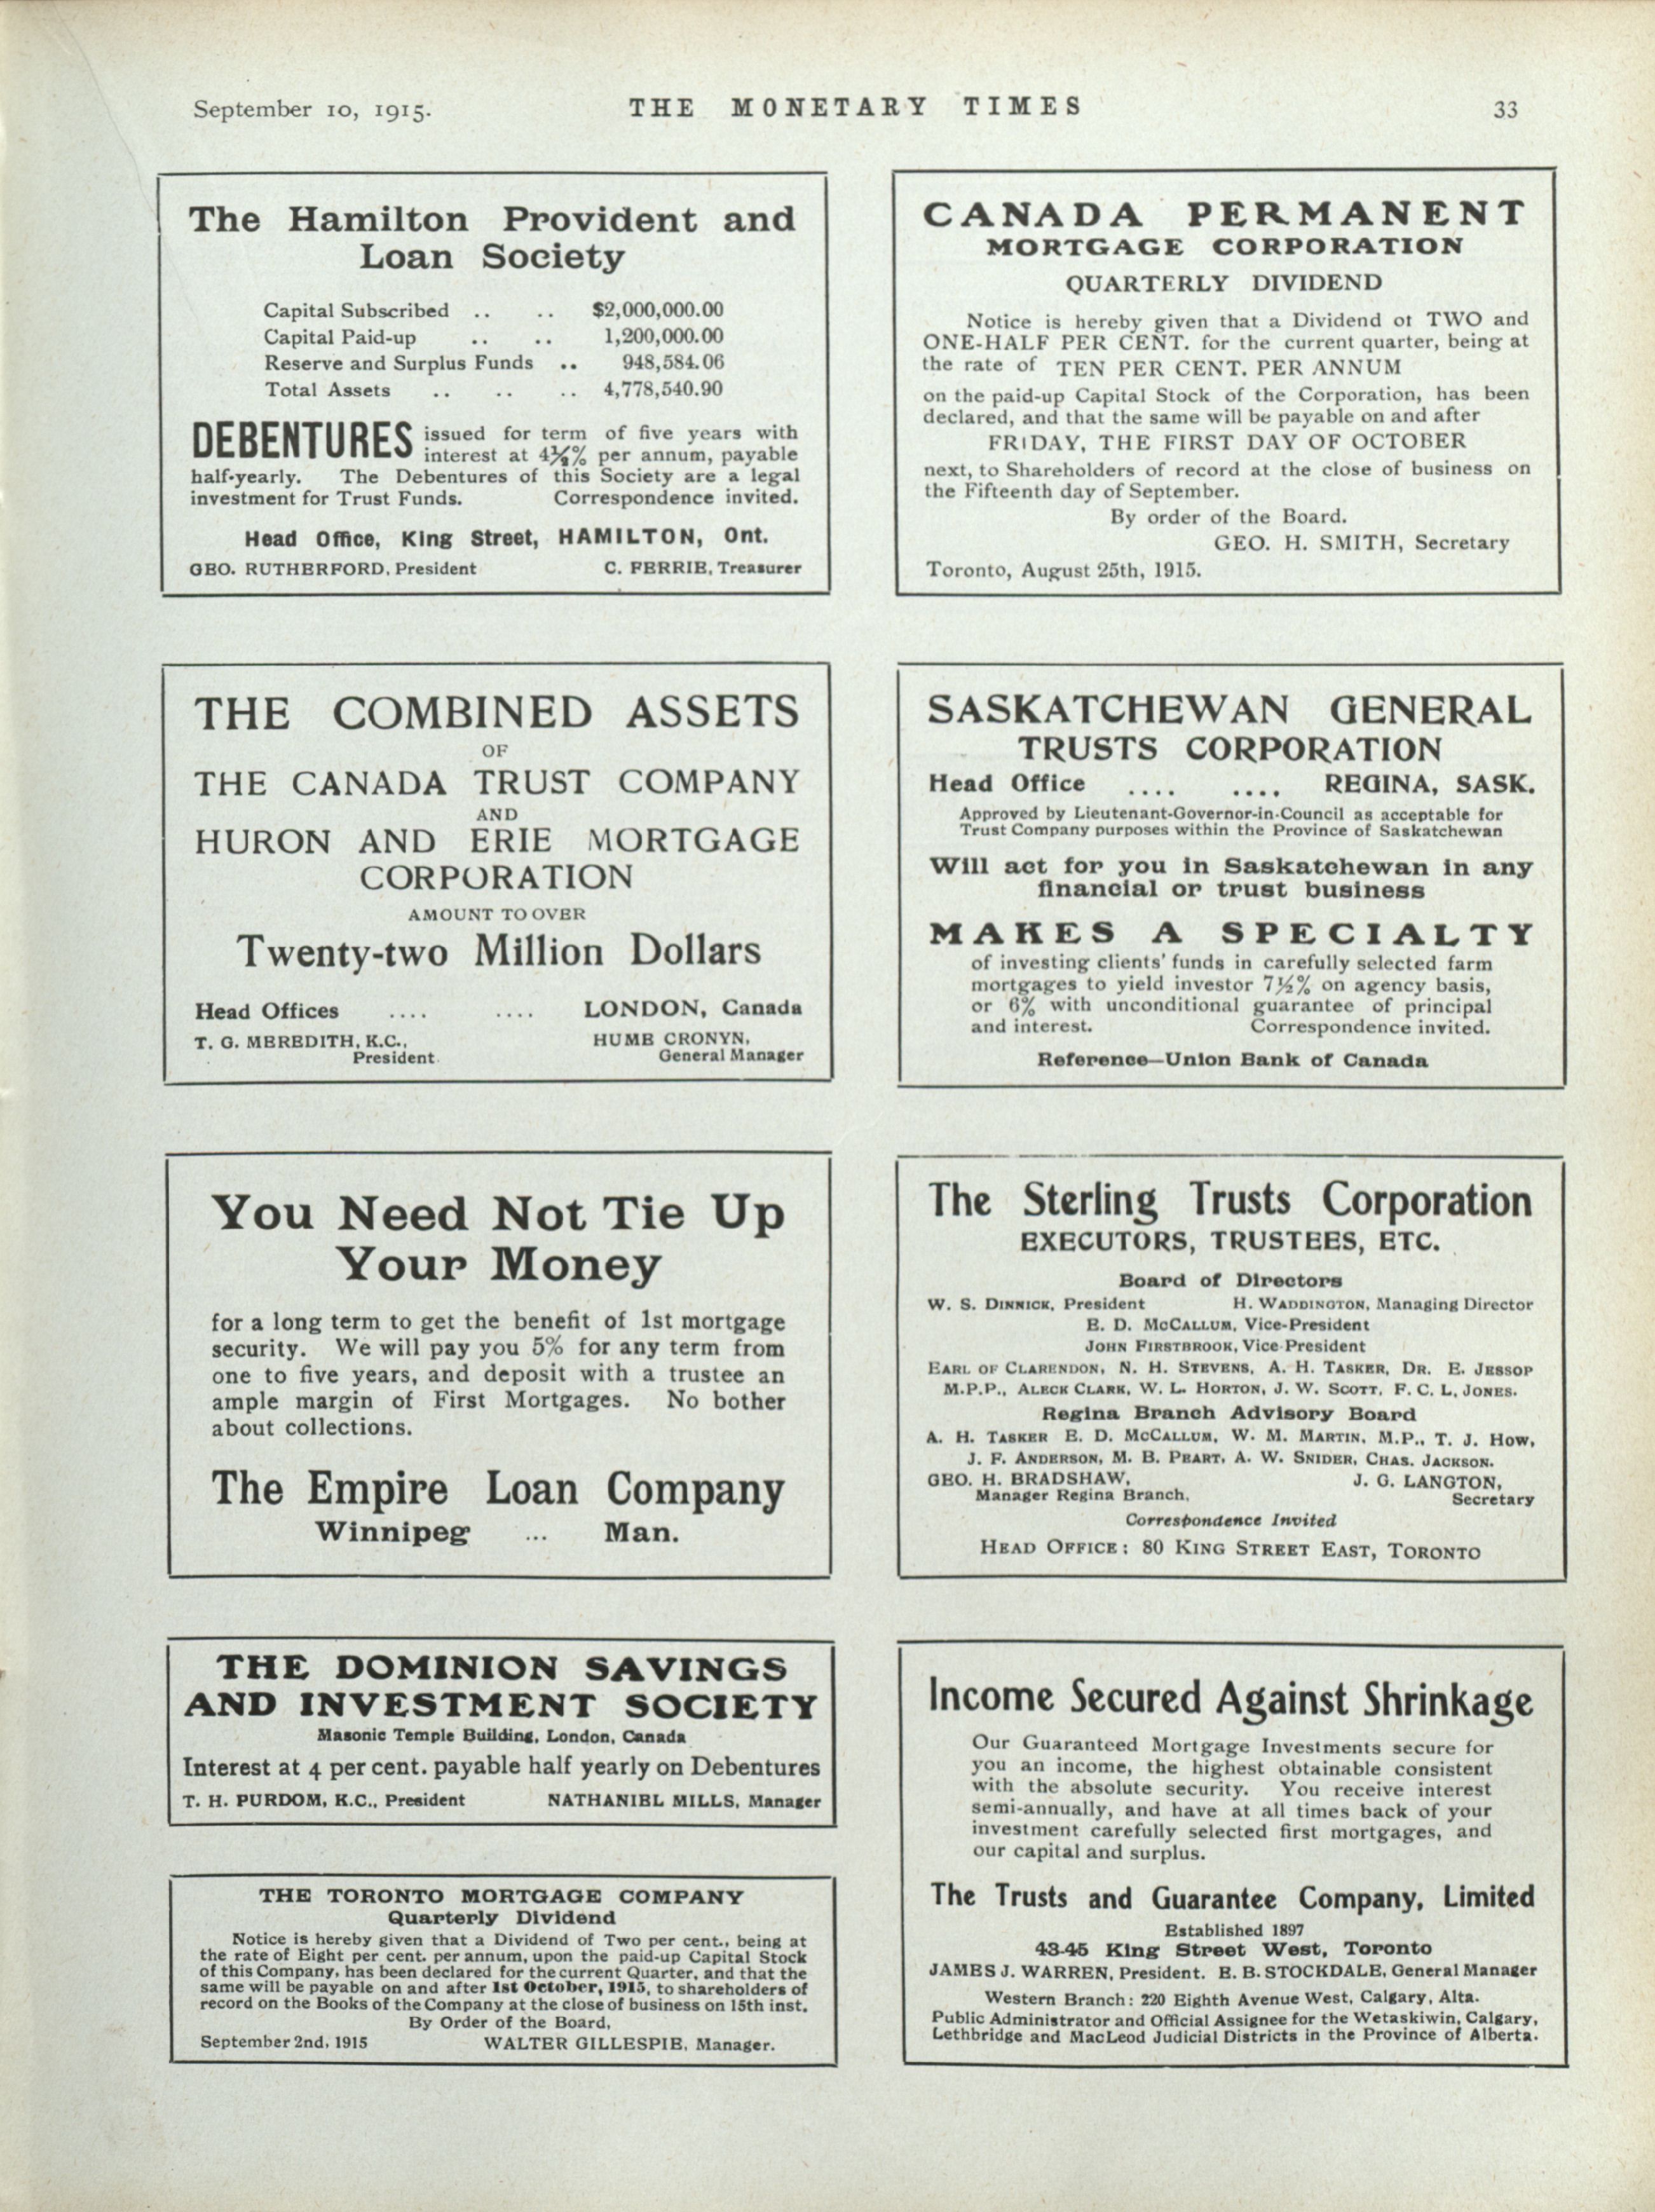 September 10, 1915.
THE MONETARY TIMES
33
The Hamilton Provident and
Loan Society
Capital Subscribed .. .. $2,000,000.00
Capital Paid-up .. .. 1,200,000.00
Reserve and Surplus Funds .. 948,584.06
Total Assets .. .. .. 4,778,540.90
DEBENTURES issued for term of five years with
interest at 4½% per annum, payable
half-yearly. The Debentures of this Society are a legal
investment for Trust Funds. Correspondence invited.
Head Office, King Street, HAMILTON, Ont.
GEO. RUTHERFORD, President C. FERRIE, Treasurer
THE COMBINED ASSETS
OF
THE CANADA TRUST COMPANY
AND
HURON AND ERIE MORTGAGE
CORPORATION
AMOUNT TO OVER
Twenty-two Million Dollars
Head Offices .... .... LONDON, Canada
T. G. MEREDITH, K.C., HUME CRONYN,
President General Manager
You Need Not Tie Up
Your Money
for a long term to get the benefit of 1st mortgage
security. We will pay you 5% for any term from
one to five years, and deposit with a trustee an
ample margin of First Mortgages. No bother
about collections.
The Empire Loan Company
Winnipeg ... Man.
THE DOMINION SAVINGS
AND INVESTMENT SOCIETY
Masonic Temple Building, London, Canada
Interest at 4 per cent. payable half yearly on Debentures
T. H. PURDOM, K.C., President NATHANIEL MILLS, Manager
THE TORONTO MORTGAGE COMPANY
Quarterly Dividend
Notice is hereby given that a Dividend of Two per cent., being at
the rate of Eight per cent. per annum, upon the paid-up Capital Stock
of this Company, has been declared for the current Quarter, and that the
same will be payable on and after 1st October, 1915, to shareholders of
record on the Books of the Company at the close of business on 15th inst.
By Order of the Board,
September 2nd, 1915 WALTER GILLESPIE, Manager.
CANADA PERMANENT
MORTGAGE CORPORATION
QUARTERLY DIVIDEND
Notice is hereby given that a Dividend of TWO and
ONE-HALF PER CENT. for the current quarter, being at
the rate of TEN PER CENT. PER ANNUM
on the paid-up Capital Stock of the Corporation, has been
declared, and that the same will be payable on and after
FRIDAY, THE FIRST DAY OF OCTOBER
next, to Shareholders of record at the close of business on
the Fifteenth day of September.
By order of the Board.
GEO. H. SMITH, Secretary
Toronto, August 25th, 1915.
SASKATCHEWAN GENERAL
TRUSTS CORPORATION
Head Office .... .... REGINA, SASK.
Approved by Lieutenant-Governor-in-Council as acceptable for
Trust Company purposes within the Province of Saskatchewan
Will act for you in Saskatchewan in any
financial or trust business
MAKES A SPECIALTY
of investing clients' funds in carefully selected farm
mortgages to yield investor 7½% on agency basis,
or 6% with unconditional guarantee of principal
and interest. Correspondence invited.
Reference—Union Bank of Canada
The Sterling Trusts Corporation
EXECUTORS, TRUSTEES, ETC.
Board of Directors
W. S. DINNICK, President H. WADDINGTON, Managing Director
E. D. MCCALLUM, Vice-President
JOHN FIRSTBROOK, Vice-President
EARL OF CLARENDON, N. H. STEVENS, A. H. TASKER, DR. E. JESSOP
M.P.P., ALECK CLARK, W. L. HORTON, J. W. SCOTT, F. C. L. JONES.
Regina Branch Advisory Board
A. H. TASKER E. D. MCCALLUM, W. M. MARTIN, M.P., T. J. HOW,
J. F. ANDERSON, M. B. PEART, A. W. SNIDER, CHAS. JACKSON.
GEO. H. BRADSHAW, J. G. LANGTON,
Manager Regina Branch, Secretary
Correspondence Invited
HEAD OFFICE: 80 KING STREET EAST, TORONTO
Income Secured Against Shrinkage
Our Guaranteed Mortgage Investments secure for
you an income, the highest obtainable consistent
with the absolute security. You receive interest
semi-annually, and have at all times back of your
investment carefully selected first mortgages, and
our capital and surplus.
The Trusts and Guarantee Company, Limited
Established 1897
43-45 King Street West, Toronto
JAMES J. WARREN, President. E. B. STOCKDALE, General Manager
Western Branch: 220 Eighth Avenue West, Calgary, Alta.
Public Administrator and Official Assignee for the Wetaskiwin, Calgary,
Lethbridge and MacLeod Judicial Districts in the Province of Alberta.